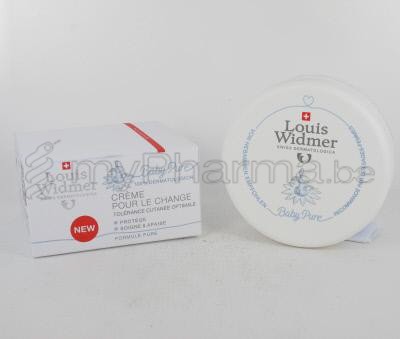 Louis
Widmer
Baby Pure
CRÈME
POUR LE CHANGE
TOLÉRANCE CUTANÉE OPTIMALE
PROTÈGE
SOIGNE & APAISE
FORMULE PURE
NEW
Louis
Widmer
SWISS DERMATOLOGICA
Baby Pure
myPharma.be